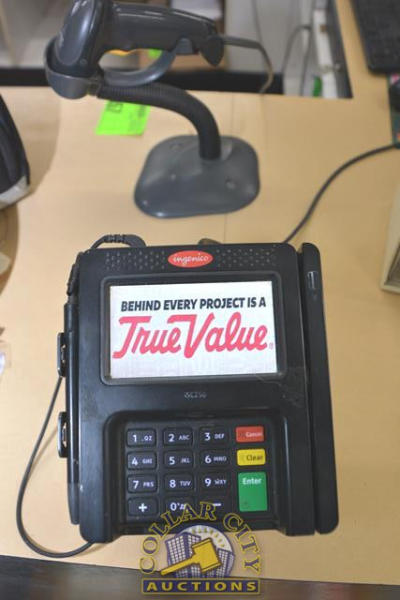 ingenico
BEHIND EVERY PROJECT IS A
True Value®
iSC250
1 .QZ 2 ABC 3 DEF Cancel
4 GHI 5 JKL 6 MNO Clear
7 PRS 8 TUV 9 WXY Enter
+ 0
COLLAR CITY
AUCTIONS